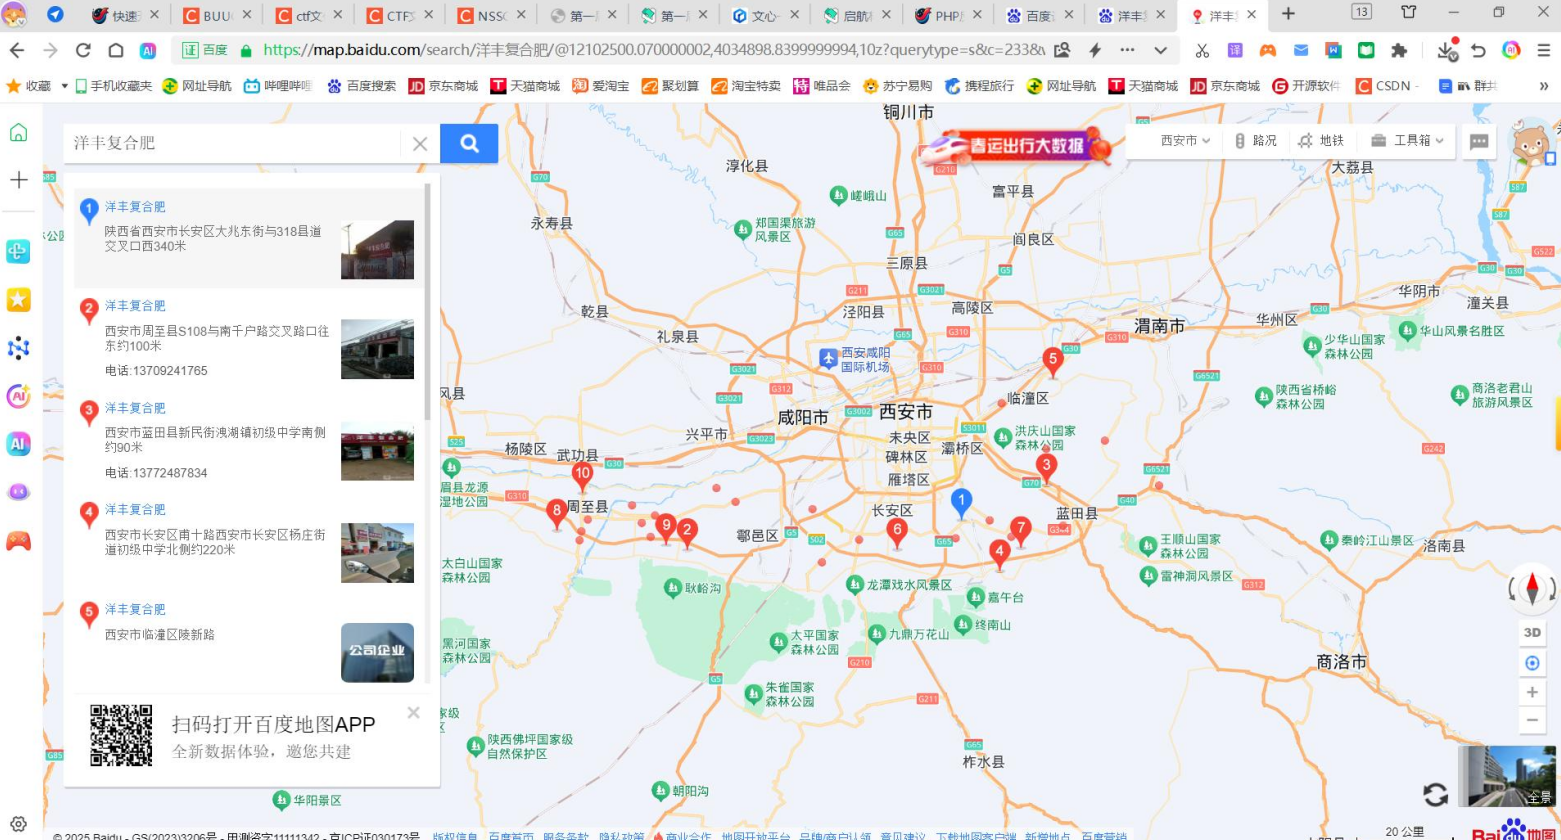 快速
BUU
ctf文
CTF
NSSC
第一
第一
文心-
启航
PHP
百度
洋丰
洋丰
13
AI
证 百度
https://map.baidu.com/search/洋丰复合肥/@12102500.070000002,4034898.8399999994,10z?querytype=s&c=233&
译
收藏
手机收藏夹
网址导航
哔哩哔哩
百度搜索
JD 京东商城
T 天猫商城
淘 爱淘宝
聚划算
淘宝特卖
特 唯品会
苏宁易购
携程旅行
网址导航
T 天猫商城
JD 京东商城
G 开源软件
C CSDN -
群共
»
洋丰复合肥
1
洋丰复合肥
陕西省西安市长安区大兆东街与318县道
交叉口西340米
2
洋丰复合肥
西安市周至县S108与南千户路交叉路口往
东约100米
电话:13709241765
3
洋丰复合肥
西安市蓝田县新民街洩湖镇初级中学南侧
约90米
电话:13772487834
4
洋丰复合肥
西安市长安区甫十路西安市长安区杨庄街
道初级中学北侧约220米
5
洋丰复合肥
西安市临潼区陵新路
公司企业
扫码打开百度地图APP
全新数据体验，邀您共建
春运出行大数据
西安市
路况
地铁
工具箱
铜川市
淳化县
嵯峨山
富平县
大荔县
永寿县
郑国渠旅游
风景区
阎良区
三原县
乾县
泾阳县
高陵区
华阴市
潼关县
礼泉县
渭南市
华州区
华山风景名胜区
少华山国家
森林公园
西安咸阳
国际机场
风县
临潼区
陕西省桥峪
森林公园
商洛老君山
旅游风景区
咸阳市
西安市
兴平市
未央区
灞桥区
洪庆山国家
森林公园
碑林区
杨陵区
武功县
雁塔区
眉县龙源
湿地公园
周至县
长安区
蓝田县
鄠邑区
王顺山国家
森林公园
秦岭江山景区
洛南县
太白山国家
森林公园
耿峪沟
龙潭戏水风景区
雷神洞风景区
嘉午台
太平国家
森林公园
九鼎万花山
终南山
黑河国家
森林公园
商洛市
朱雀国家
森林公园
陕西佛坪国家级
自然保护区
柞水县
朝阳沟
华阳景区
G70
G65
G5
G211
G3021
G310
G30
G3021
G312
G3021
G3002
G3023
S3011
G6521
G6521
G242
G522
S87
S87
G210
G310
G40
G312
G210
G211
G65
G5
G85
5
3
10
8
9
2
6
1
7
4
3D
全景
20 公里
Bai 地图
© 2025 Baidu - GS(2023)3206号 - 甲测资字11111342 - 京ICP证030173号
版权信息
百度首页
服务条款
隐私政策
商业合作
地图开放平台
品牌/商户认领
意见建议
下载地图客户端
新增地点
百度营销